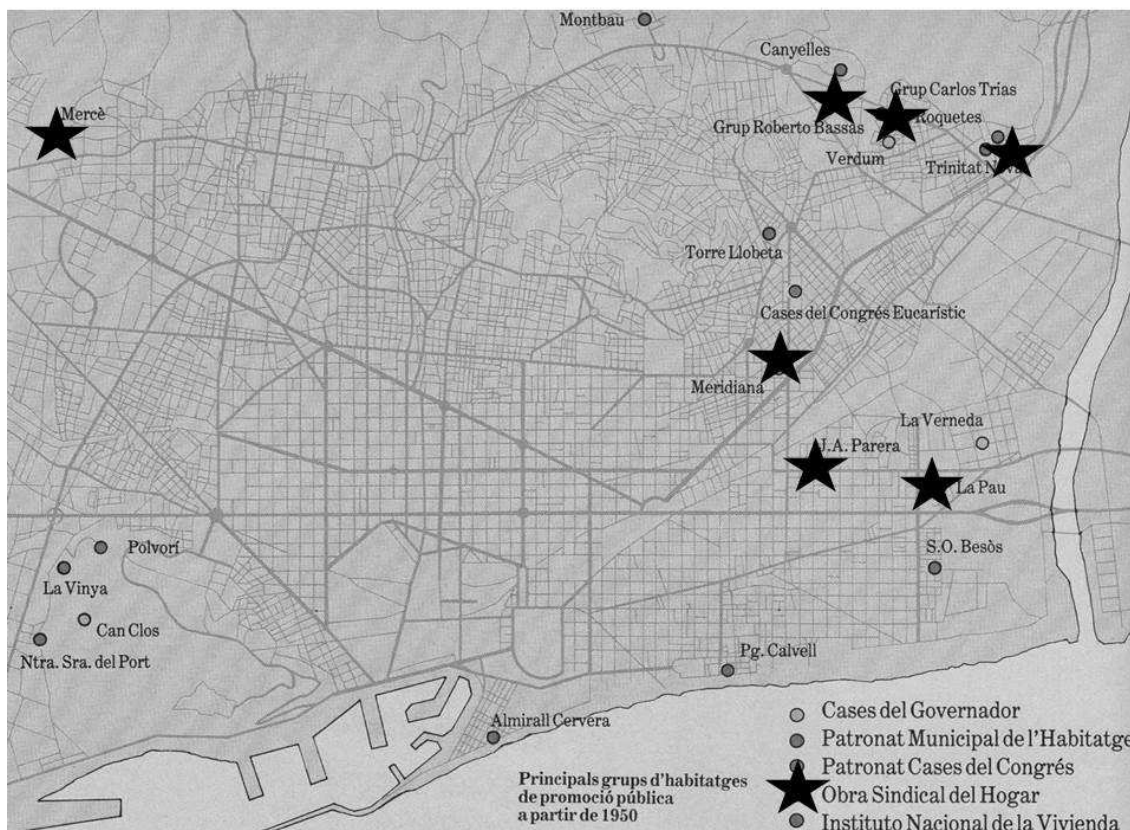 Montbau
Canyelles
Mercè
Grup Carlos Trias
Grup Roberto Bassas
Roquetes
Verdum
Trinitat Nova
Torre Llobeta
Cases del Congrés Eucarístic
Meridiana
La Verneda
J.A. Parera
La Pau
Polvorí
S.O. Besòs
La Vinya
Can Clos
Ntra. Sra. del Port
Pg. Calvell
Almirall Cervera
Cases del Governador
Patronat Municipal de l'Habitatge
Patronat Cases del Congrés
Obra Sindical del Hogar
Instituto Nacional de la Vivienda
Principals grups d'habitatges
de promoció pública
a partir de 1950